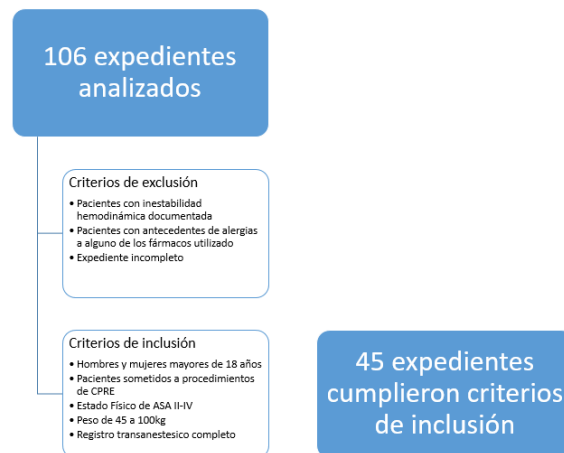 106 expedientes
analizados
Criterios de exclusión
• Pacientes con inestabilidad
hemodinámica documentada
• Pacientes con antecedentes de alergias
a alguno de los fármacos utilizado
• Expediente incompleto
Criterios de inclusión
• Hombres y mujeres mayores de 18 años
• Pacientes sometidos a procedimientos
de CPRE
• Estado Físico de ASA II-IV
• Peso de 45 a 100kg
• Registro transanestesico completo
45 expedientes
cumplieron criterios
de inclusión